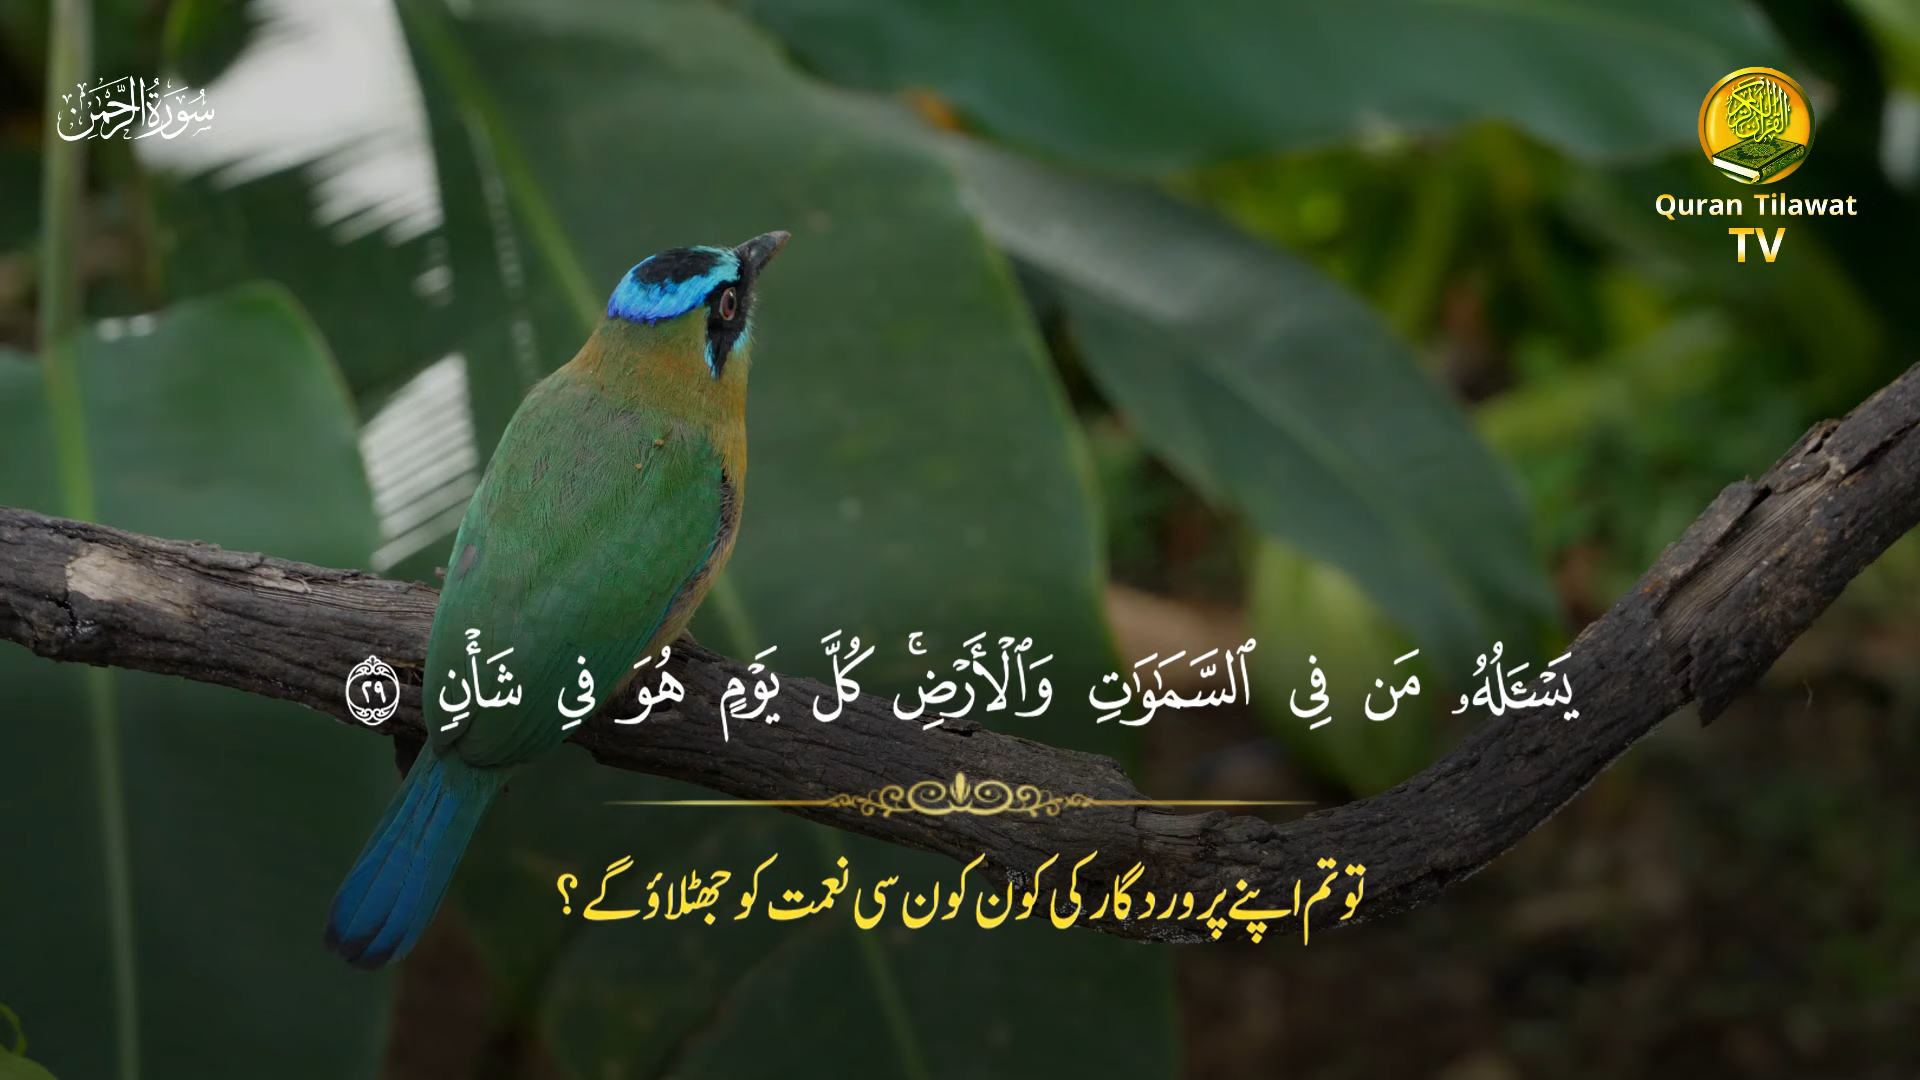 سُورَةُ الرَّحْمٰن
Quran Tilawat
TV
يَسْـَٔلُهُۥ مَن فِى ٱلسَّمَـٰوَٰتِ وَٱلْأَرْضِ ۚ كُلَّ يَوْمٍ هُوَ فِى شَأْنٍ ٢٩
تو تم اپنے پروردگار کی کون کون سی نعمت کو جھٹلاؤ گے ؟